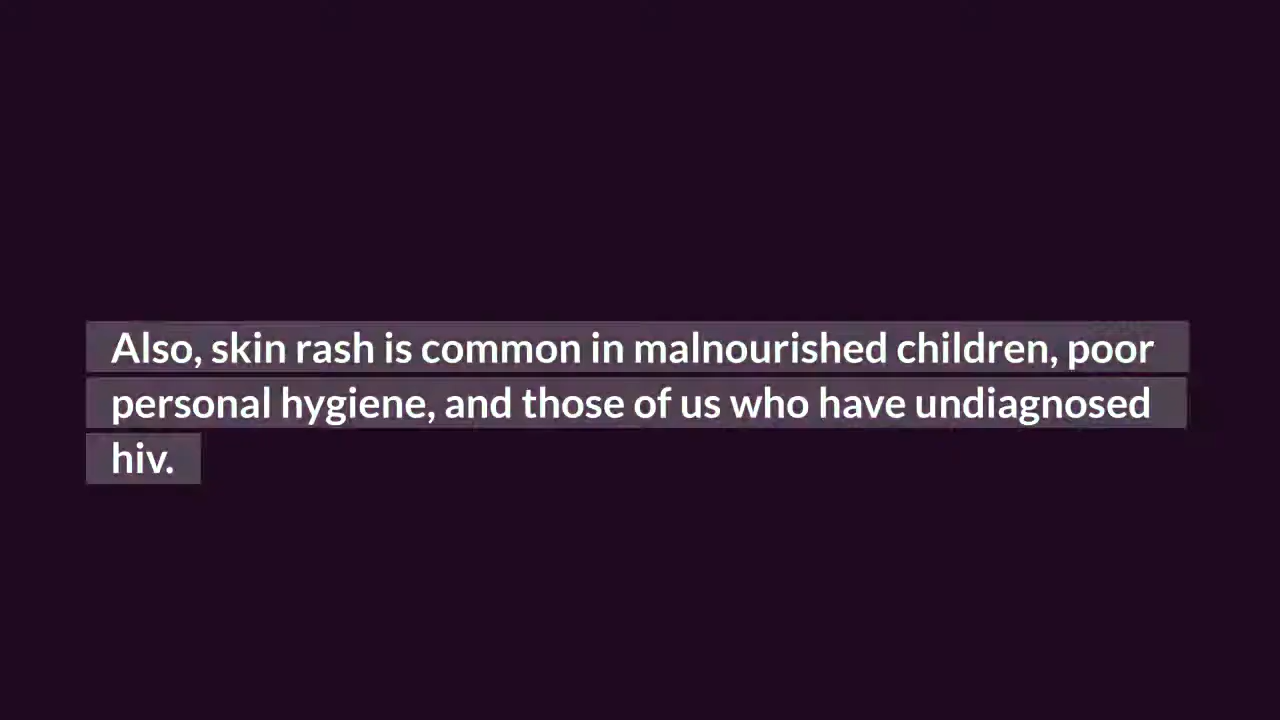 Also, skin rash is common in malnourished children, poor
personal hygiene, and those of us who have undiagnosed
hiv.